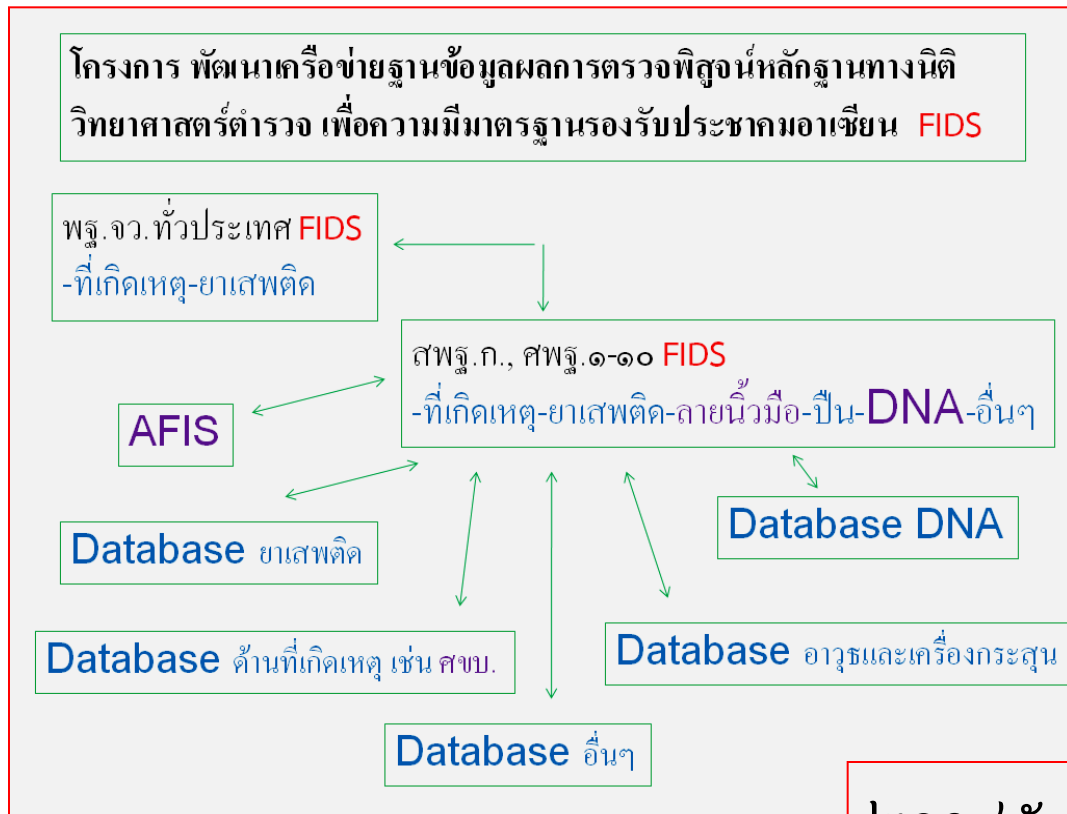 โครงการ พัฒนาเครือข่ายฐานข้อมูลผลการตรวจพิสูจน์หลักฐานทางนิติ
วิทยาศาสตร์ตำรวจ เพื่อความมีมาตรฐานรองรับประชาคมอาเซียน FIDS
พฐ.จว.ทั่วประเทศ FIDS
-ที่เกิดเหตุ-ยาเสพติด
สพฐ.ก., ศพฐ.๑-๑๐ FIDS
-ที่เกิดเหตุ-ยาเสพติด-ลายนิ้วมือ-ปืน-DNA-อื่นๆ
AFIS
Database DNA
Database ยาเสพติด
Database ด้านที่เกิดเหตุ เช่น ศขบ.
Database อาวุธและเครื่องกระสุน
Database อื่นๆ